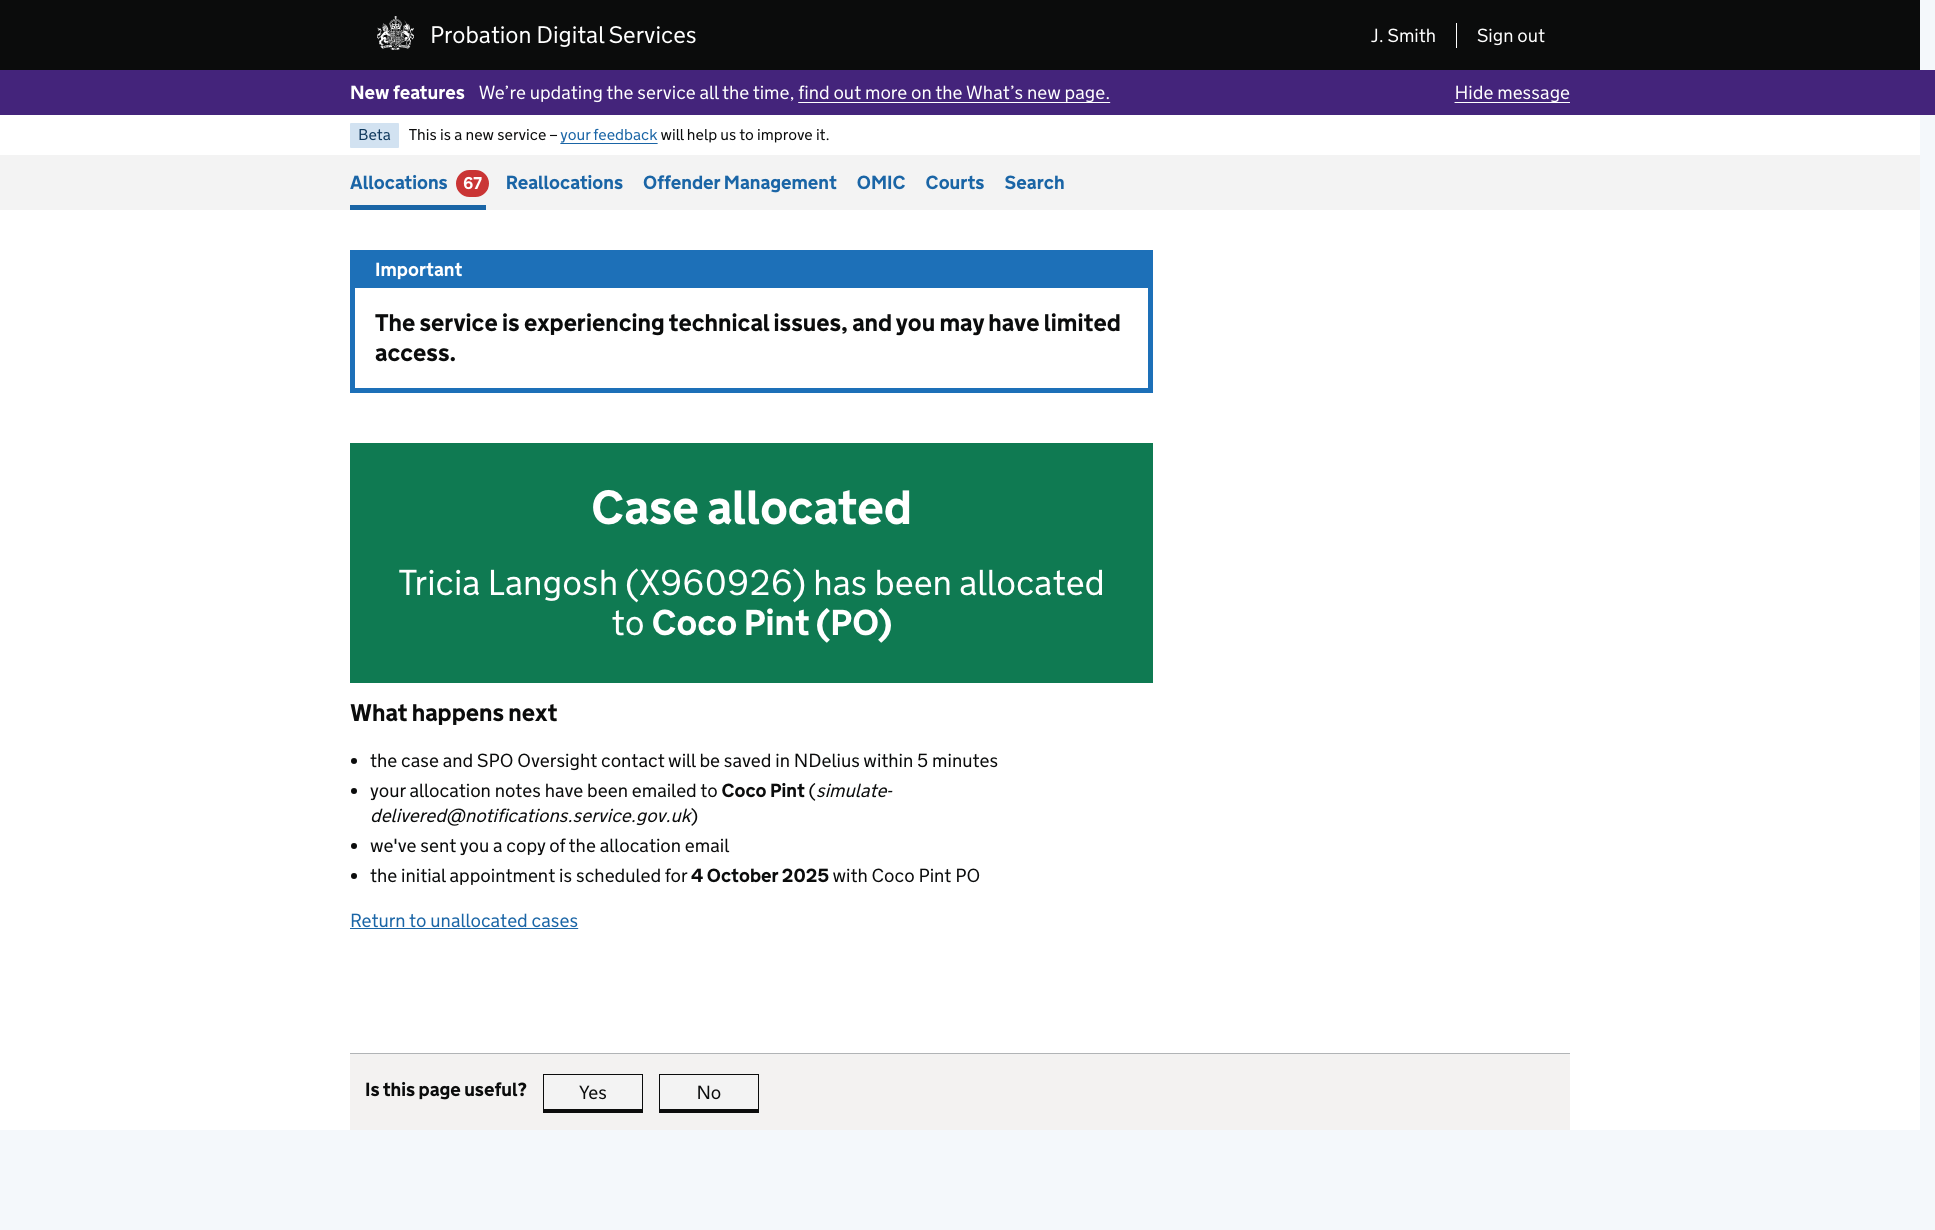 Probation Digital Services
J. Smith
Sign out
New features We’re updating the service all the time, find out more on the What’s new page.
Hide message
Beta This is a new service – your feedback will help us to improve it.
Allocations 67 Reallocations Offender Management OMIC Courts Search
Important
The service is experiencing technical issues, and you may have limited
access.
Case allocated
Tricia Langosh (X960926) has been allocated
to Coco Pint (PO)
What happens next
• the case and SPO Oversight contact will be saved in NDelius within 5 minutes
• your allocation notes have been emailed to Coco Pint (simulate-
delivered@notifications.service.gov.uk)
• we've sent you a copy of the allocation email
• the initial appointment is scheduled for 4 October 2025 with Coco Pint PO
Return to unallocated cases
Is this page useful? Yes No